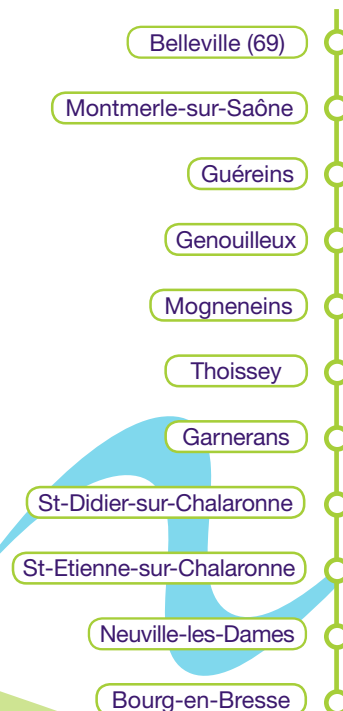 Belleville (69)
Montmerle-sur-Saône
Guéreins
Genouilleux
Mogneneins
Thoissey
Garnerans
St-Didier-sur-Chalaronne
St-Etienne-sur-Chalaronne
Neuville-les-Dames
Bourg-en-Bresse